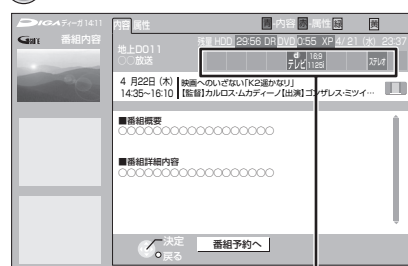 DIGAディーガ 14:11
内容 属性
-内容 -属性
Gガイド 番組内容
残量 HDD 29:56 DR DVD 0:55 XP 4/21 (水) 23:37
地上D011
○○放送
d テレビ 16:9 1125i ステレオ
4月22日 (木) 映画へのいざない「K2遥かなり」
14:35~16:10 【監督】カルロス・ムカディーノ【出演】ゴンザレス・ミツイ…
■番組概要
○○○○○○○○○○○○○○○○○○
■番組詳細内容
○○○○○○○○○○○○○○○○○○
決定
戻る
番組予約へ